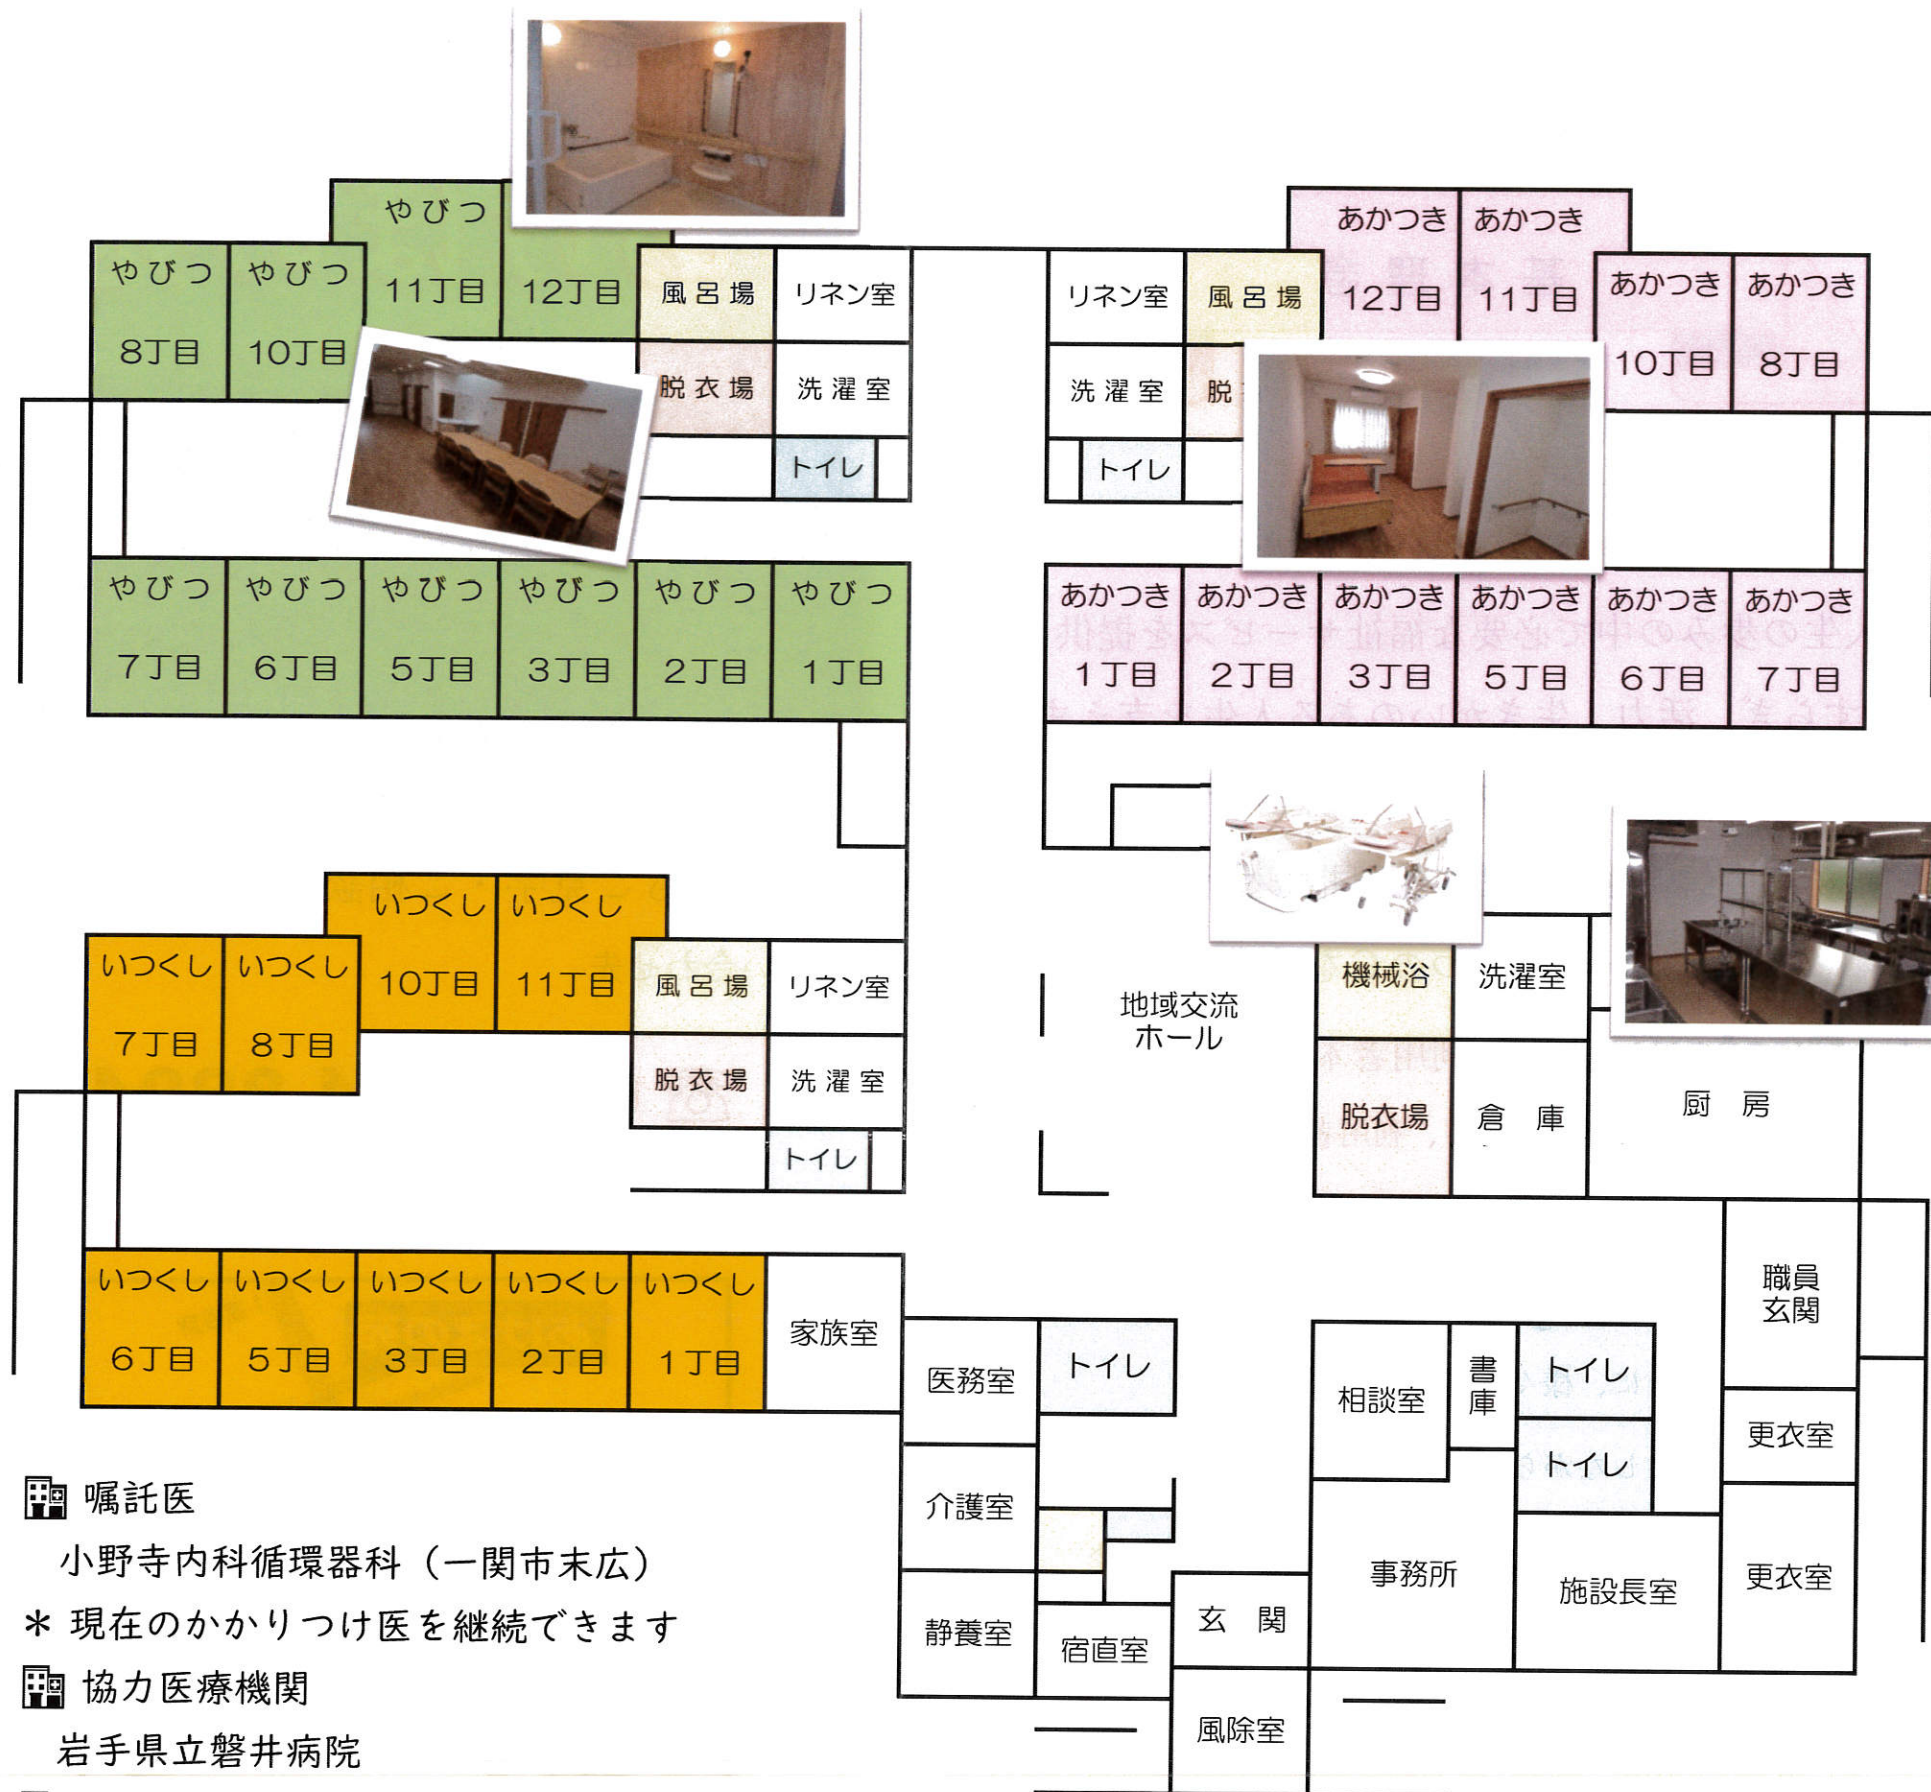 やびつ
11丁目
12丁目
やびつ
8丁目
やびつ
10丁目
風呂場
リネン室
脱衣場
洗濯室
トイレ
やびつ
7丁目
やびつ
6丁目
やびつ
5丁目
やびつ
3丁目
やびつ
2丁目
やびつ
1丁目
リネン室
風呂場
あかつき
12丁目
あかつき
11丁目
あかつき
10丁目
あかつき
8丁目
洗濯室
脱
トイレ
あかつき
1丁目
あかつき
2丁目
あかつき
3丁目
あかつき
5丁目
あかつき
6丁目
あかつき
7丁目
いつくし
10丁目
いつくし
11丁目
いつくし
7丁目
いつくし
8丁目
風呂場
リネン室
脱衣場
洗濯室
トイレ
いつくし
6丁目
いつくし
5丁目
いつくし
3丁目
いつくし
2丁目
いつくし
1丁目
家族室
地域交流
ホール
機械浴
洗濯室
脱衣場
倉 庫
厨 房
職員
玄関
医務室
トイレ
相談室
書
庫
トイレ
トイレ
更衣室
介護室
事務所
施設長室
更衣室
静養室
宿直室
玄 関
風除室
嘱託医
小野寺内科循環器科（一関市末広）
＊ 現在のかかりつけ医を継続できます
協力医療機関
岩手県立磐井病院